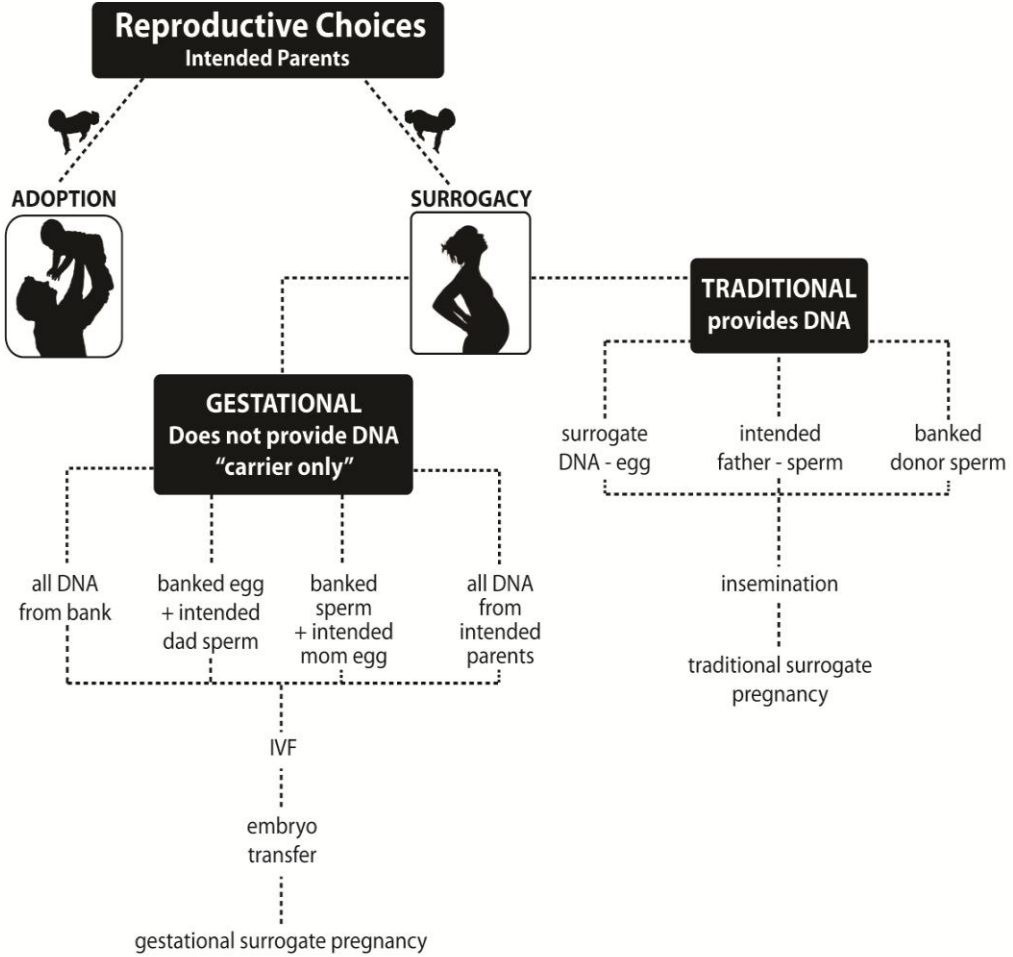 Reproductive Choices
Intended Parents
ADOPTION
SURROGACY
TRADITIONAL
provides DNA
surrogate
DNA - egg
intended
father - sperm
banked
donor sperm
insemination
traditional surrogate
pregnancy
GESTATIONAL
Does not provide DNA
“carrier only”
all DNA
from bank
banked egg
+ intended
dad sperm
banked
sperm
+ intended
mom egg
all DNA
from
intended
parents
IVF
embryo
transfer
gestational surrogate pregnancy